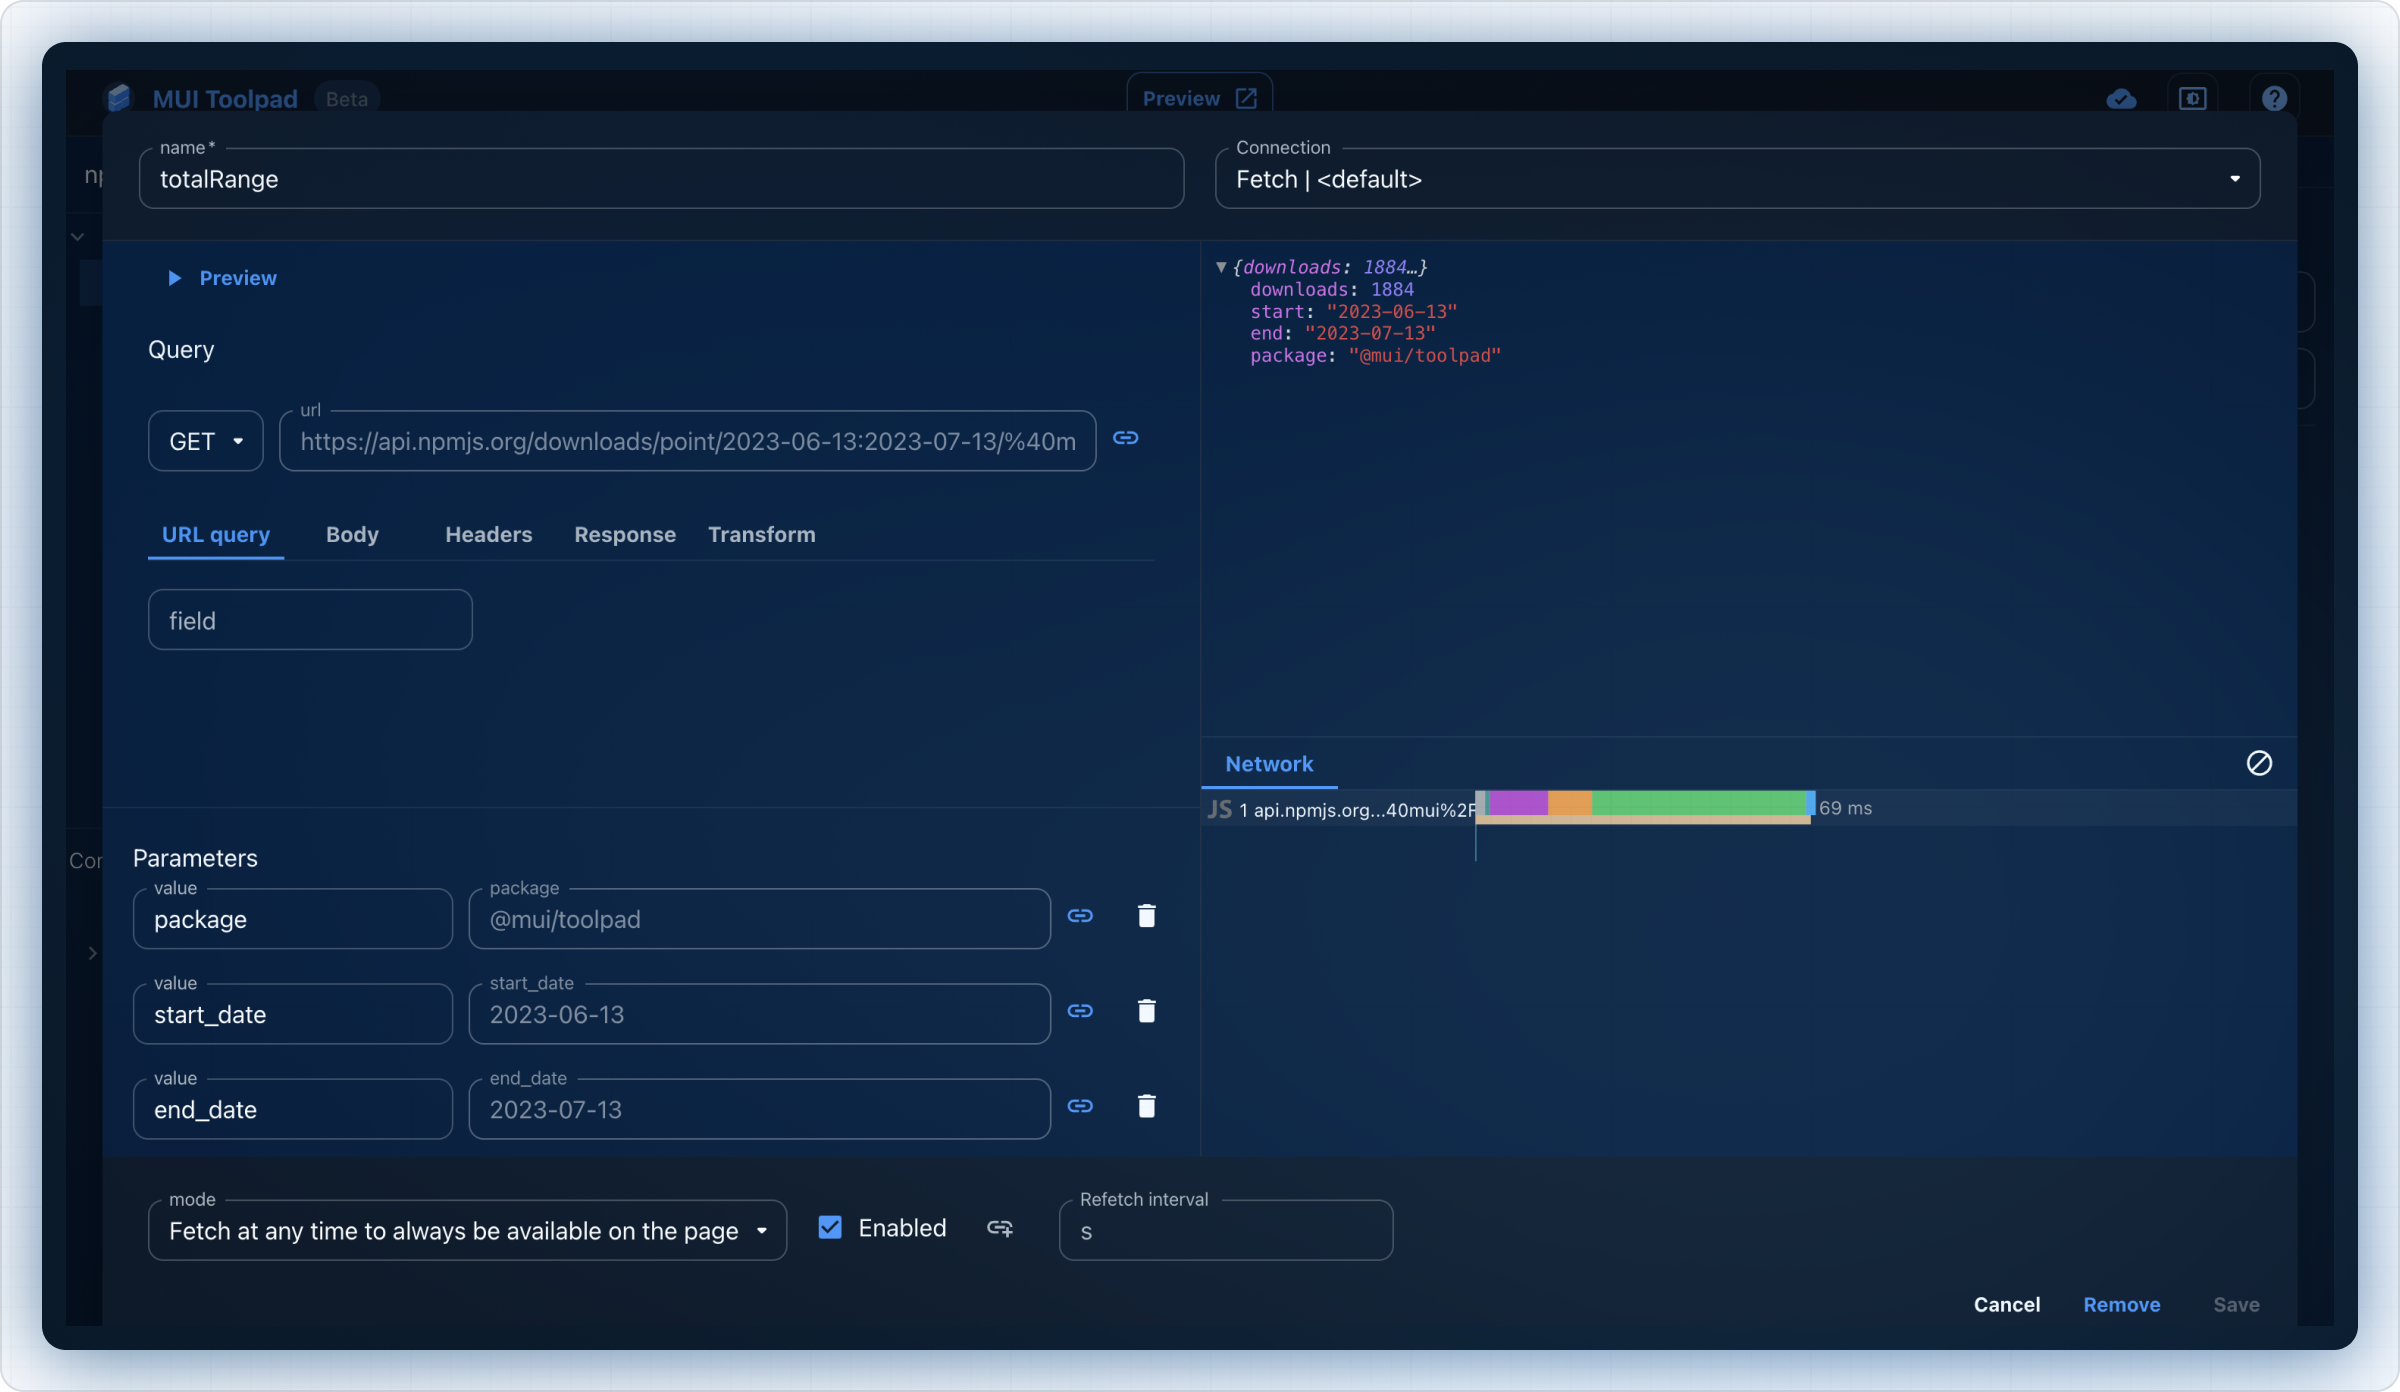 MUI Toolpad Beta
Preview
np
name*
totalRange
Connection
Fetch | <default>
Preview
{downloads: 1884…}
downloads: 1884
start: "2023-06-13"
end: "2023-07-13"
package: "@mui/toolpad"
Query
GET
url
https://api.npmjs.org/downloads/point/2023-06-13:2023-07-13/%40m
URL query
Body
Headers
Response
Transform
field
Network
JS 1 api.npmjs.org...40mui%2F
69 ms
Cor
Parameters
value
package
package
@mui/toolpad
value
start_date
start_date
2023-06-13
value
end_date
end_date
2023-07-13
mode
Fetch at any time to always be available on the page
Enabled
Refetch interval
s
Cancel
Remove
Save